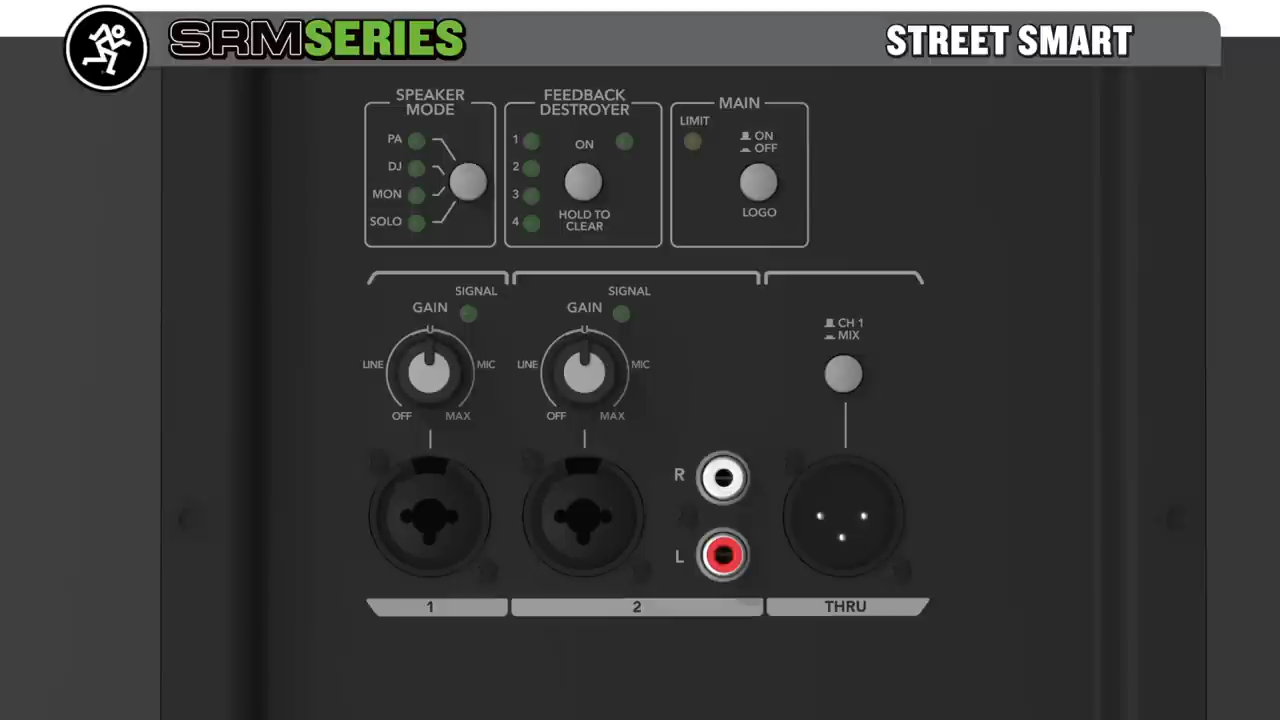 SRMSERIES
STREET SMART
SPEAKER
MODE
PA
DJ
MON
SOLO
FEEDBACK
DESTROYER
1
2
3
4
ON
HOLD TO
CLEAR
MAIN
LIMIT
ON
OFF
LOGO
GAIN
SIGNAL
LINE
MIC
OFF
MAX
GAIN
SIGNAL
LINE
MIC
OFF
MAX
CH 1
MIX
R
L
1
2
THRU